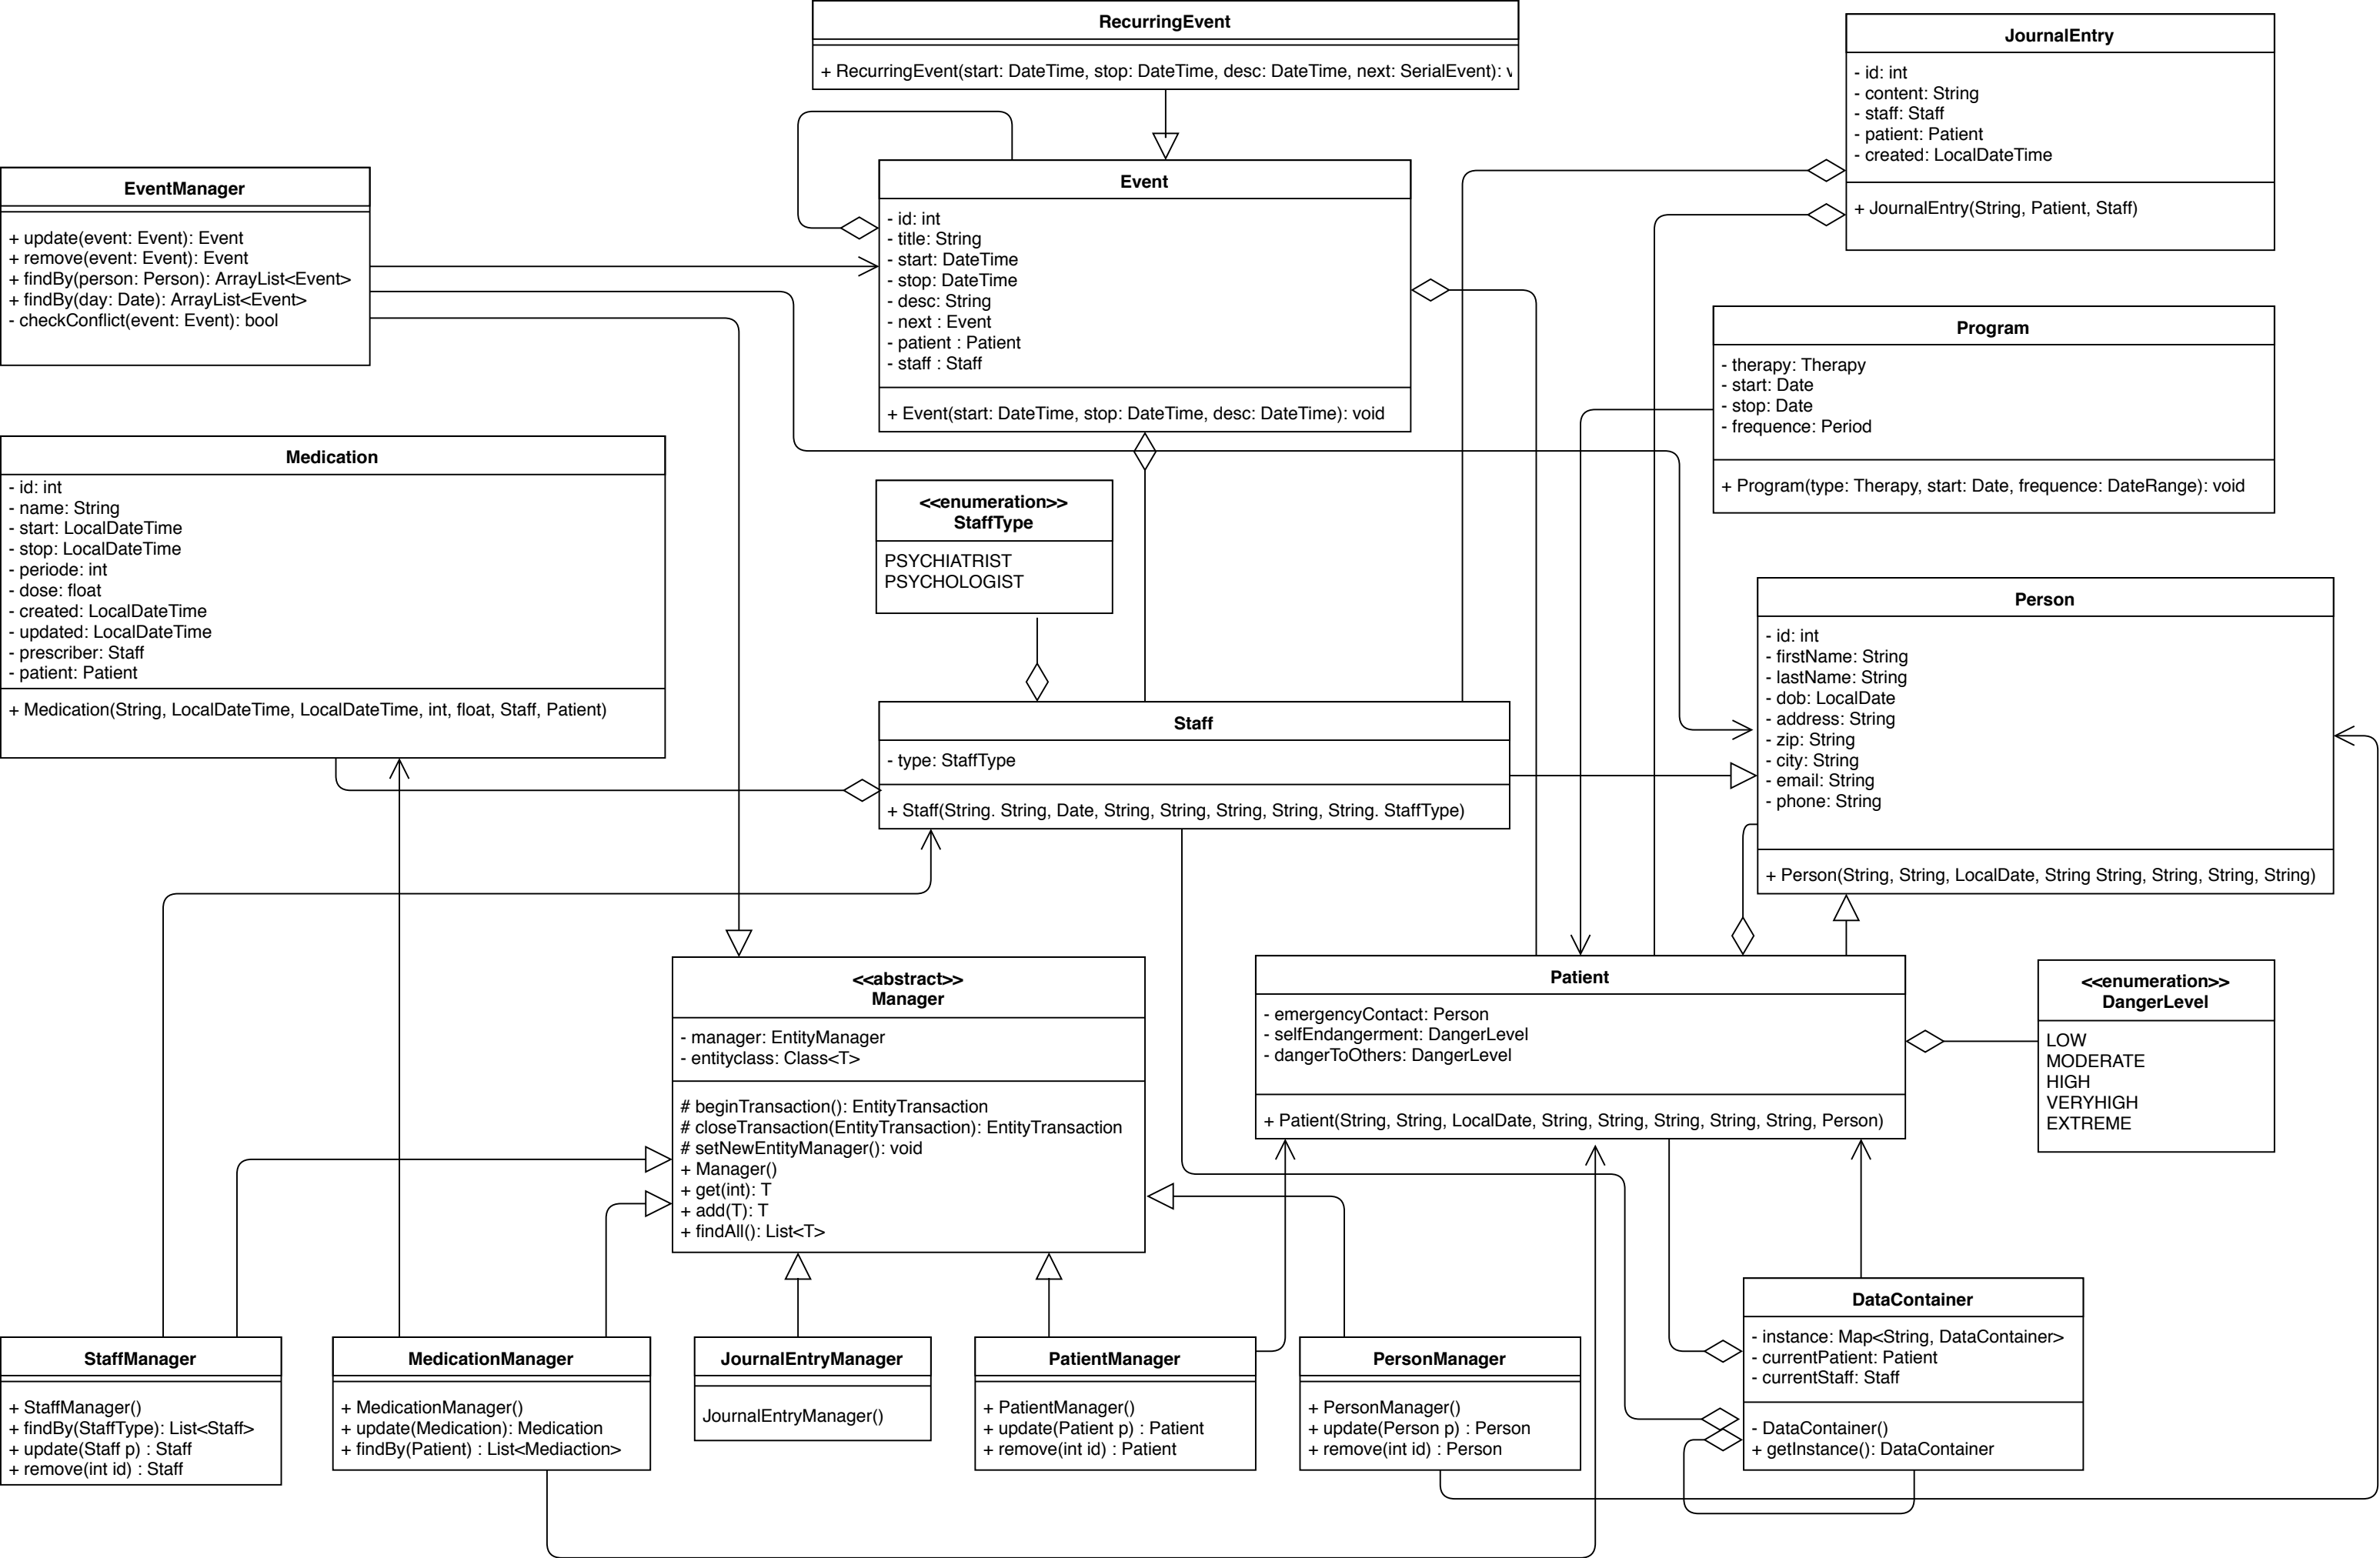 RecurringEvent
+ RecurringEvent(start: DateTime, stop: DateTime, desc: DateTime, next: SerialEvent):
JournalEntry
- id: int
- content: String
- staff: Staff
- patient: Patient
- created: LocalDateTime
+ JournalEntry(String, Patient, Staff)
EventManager
+ update(event: Event): Event
+ remove(event: Event): Event
+ findBy(person: Person): ArrayList<Event>
+ findBy(day: Date): ArrayList<Event>
- checkConflict(event: Event): bool
Event
- id: int
- title: String
- start: DateTime
- stop: DateTime
- desc: String
- next : Event
- patient : Patient
- staff : Staff
+ Event(start: DateTime, stop: DateTime, desc: DateTime): void
Program
- therapy: Therapy
- start: Date
- stop: Date
- frequence: Period
+ Program(type: Therapy, start: Date, frequence: DateRange): void
Medication
- id: int
- name: String
- start: LocalDateTime
- stop: LocalDateTime
- periode: int
- dose: float
- created: LocalDateTime
- updated: LocalDateTime
- prescriber: Staff
- patient: Patient
+ Medication(String, LocalDateTime, LocalDateTime, int, float, Staff, Patient)
<<enumeration>>
StaffType
PSYCHIATRIST
PSYCHOLOGIST
Person
- id: int
- firstName: String
- lastName: String
- dob: LocalDate
- address: String
- zip: String
- city: String
- email: String
- phone: String
+ Person(String, String, LocalDate, String String, String, String, String)
Staff
- type: StaffType
+ Staff(String. String, Date, String, String, String, String, String. StaffType)
<<abstract>>
Manager
- manager: EntityManager
- entityclass: Class<T>
# beginTransaction(): EntityTransaction
# closeTransaction(EntityTransaction): EntityTransaction
# setNewEntityManager(): void
+ Manager()
+ get(int): T
+ add(T): T
+ findAll(): List<T>
Patient
- emergencyContact: Person
- selfEndangerment: DangerLevel
- dangerToOthers: DangerLevel
+ Patient(String, String, LocalDate, String, String, String, String, String, Person)
<<enumeration>>
DangerLevel
LOW
MODERATE
HIGH
VERYHIGH
EXTREME
DataContainer
- instance: Map<String, DataContainer>
- currentPatient: Patient
- currentStaff: Staff
- DataContainer()
+ getInstance(): DataContainer
StaffManager
+ StaffManager()
+ findBy(StaffType): List<Staff>
+ update(Staff p) : Staff
+ remove(int id) : Staff
MedicationManager
+ MedicationManager()
+ update(Medication): Medication
+ findBy(Patient) : List<Mediaction>
JournalEntryManager
JournalEntryManager()
PatientManager
+ PatientManager()
+ update(Patient p) : Patient
+ remove(int id) : Patient
PersonManager
+ PersonManager()
+ update(Person p) : Person
+ remove(int id) : Person